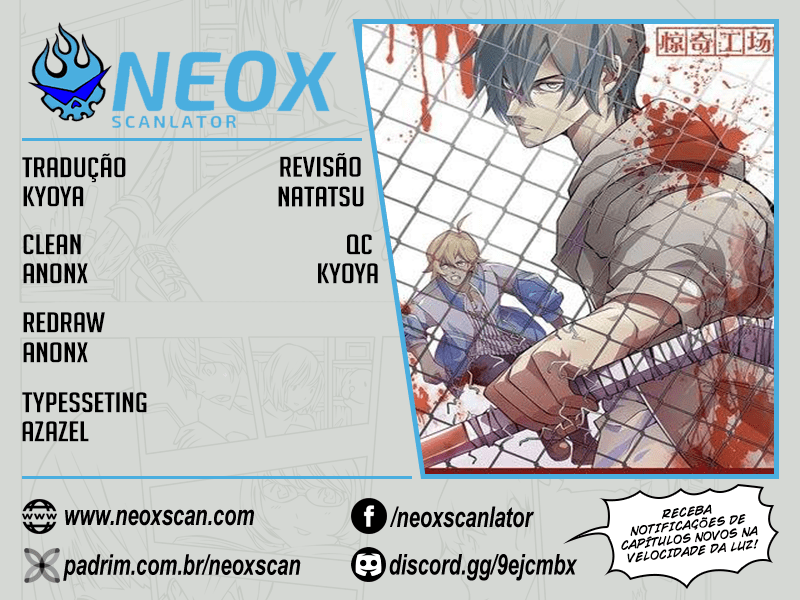 NEOX
SCANLATOR
惊奇工场
TRADUÇÃO
KYOYA
REVISÃO
NATATSU
CLEAN
ANONX
QC
KYOYA
REDRAW
ANONX
TYPESSETING
AZAZEL
www
www.neoxscan.com
f /neoxscanlator
padrim.com.br/neoxscan
discord.gg/9ejcmbx
RECEBA
NOTIFICAÇÕES DE
CAPÍTULOS NOVOS NA
VELOCIDADE DA LUZ!